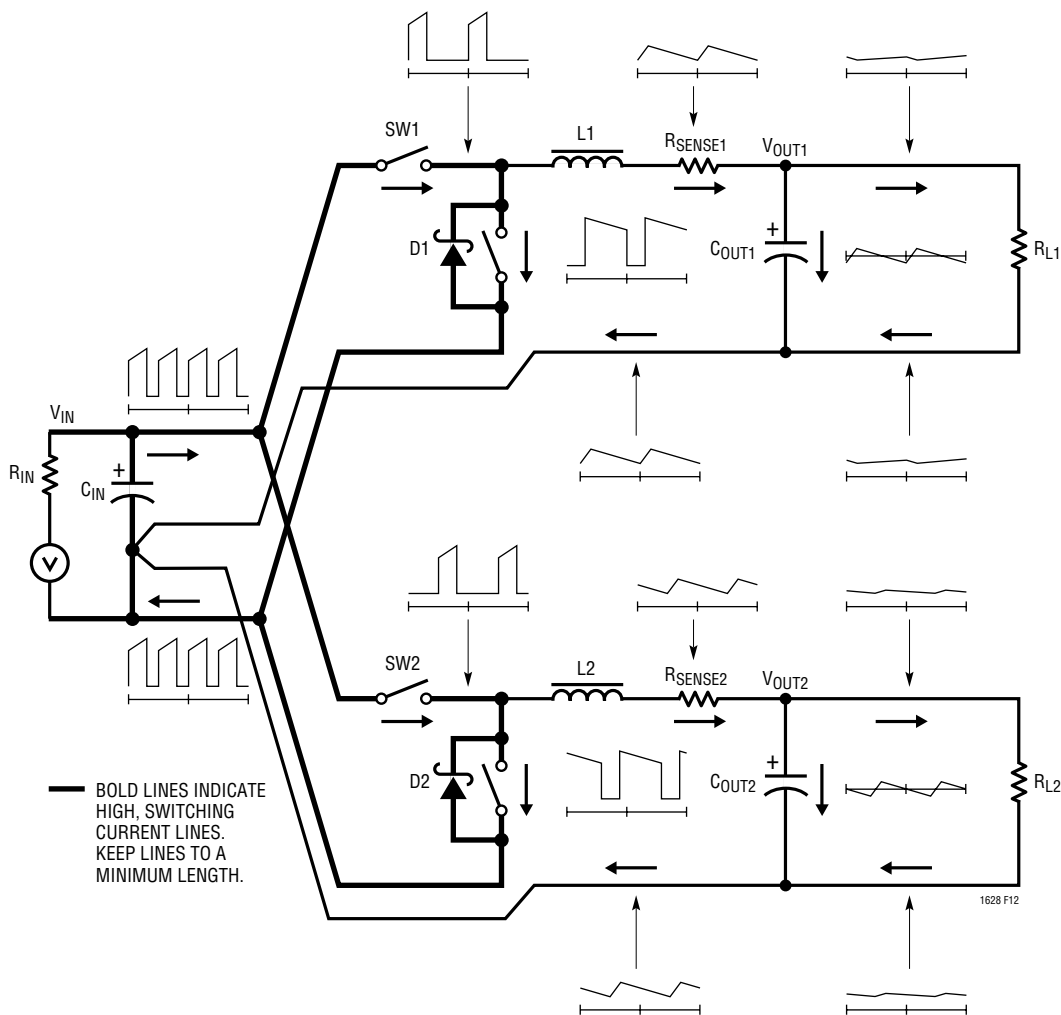 SW1
L1
RSENSE1
VOUT1
D1
COUT1
RL1
VIN
RIN
CIN
V
SW2
L2
RSENSE2
VOUT2
D2
COUT2
RL2
+
+
+
BOLD LINES INDICATE
HIGH, SWITCHING
CURRENT LINES.
KEEP LINES TO A
MINIMUM LENGTH.
1628 F12